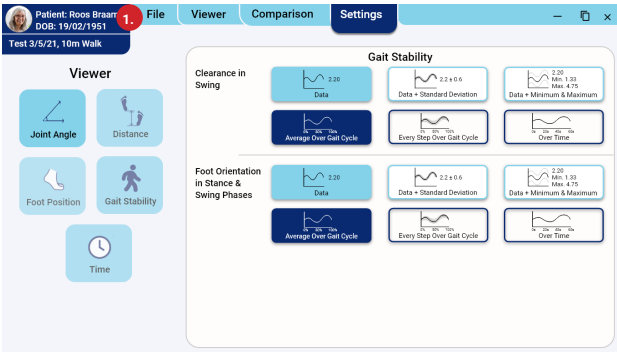 Patient: Roos Braam
DOB: 19/02/1951
1.
File
Viewer
Comparison
Settings
Test 3/5/21, 10m Walk
Viewer
Joint Angle
Distance
Foot Position
Gait Stability
Time
Gait Stability
Clearance in
Swing
2.20
Data
2.2 ± 0.6
Data + Standard Deviation
2.20
Min. 1.33
Max. 4.75
Data + Minimum & Maximum
0% 50% 100%
Average Over Gait Cycle
0% 50% 100%
Every Step Over Gait Cycle
0s 20s 40s 60s
Over Time
Foot Orientation
in Stance &
Swing Phases
2.20
Data
2.2 ± 0.6
Data + Standard Deviation
2.20
Min. 1.33
Max. 4.75
Data + Minimum & Maximum
0% 50% 100%
Average Over Gait Cycle
0% 50% 100%
Every Step Over Gait Cycle
0s 20s 40s 60s
Over Time